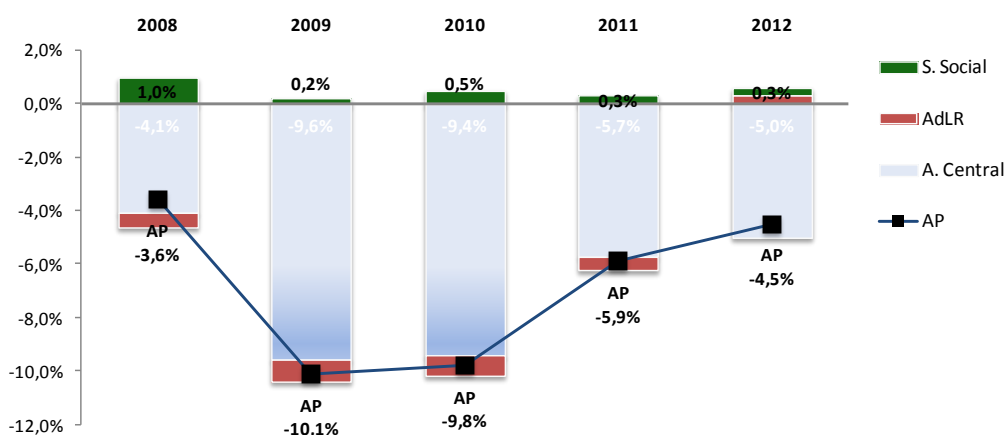 2008 2009 2010 2011 2012
2,0%
0,0%
-2,0%
-4,0%
-6,0%
-8,0%
-10,0%
-12,0%
1,0% 0,2% 0,5% 0,3% 0,3%
-4,1% -9,6% -9,4% -5,7% -5,0%
AP
-3,6%
AP
-10,1%
AP
-9,8%
AP
-5,9%
AP
-4,5%
S. Social
AdLR
A. Central
AP